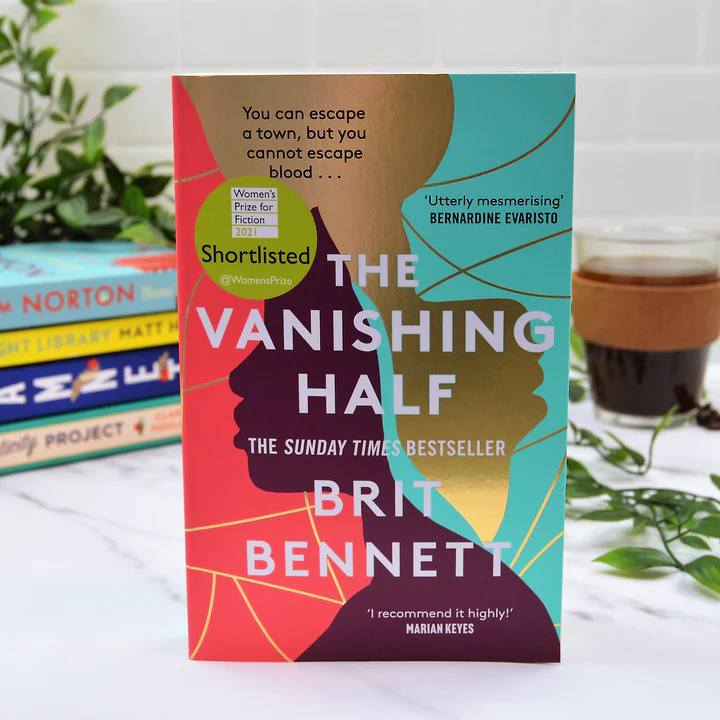 You can escape
a town, but you
cannot escape
blood . . .
Women's
Prize for
Fiction
2021
Shortlisted
@WomensPrize
'Utterly mesmerising'
BERNARDINE EVARISTO
THE
VANISHING
HALF
THE SUNDAY TIMES BESTSELLER
BRIT
BENNETT
'I recommend it highly!'
MARIAN KEYES
NORTON
LIBRARY MATT
PROJECT